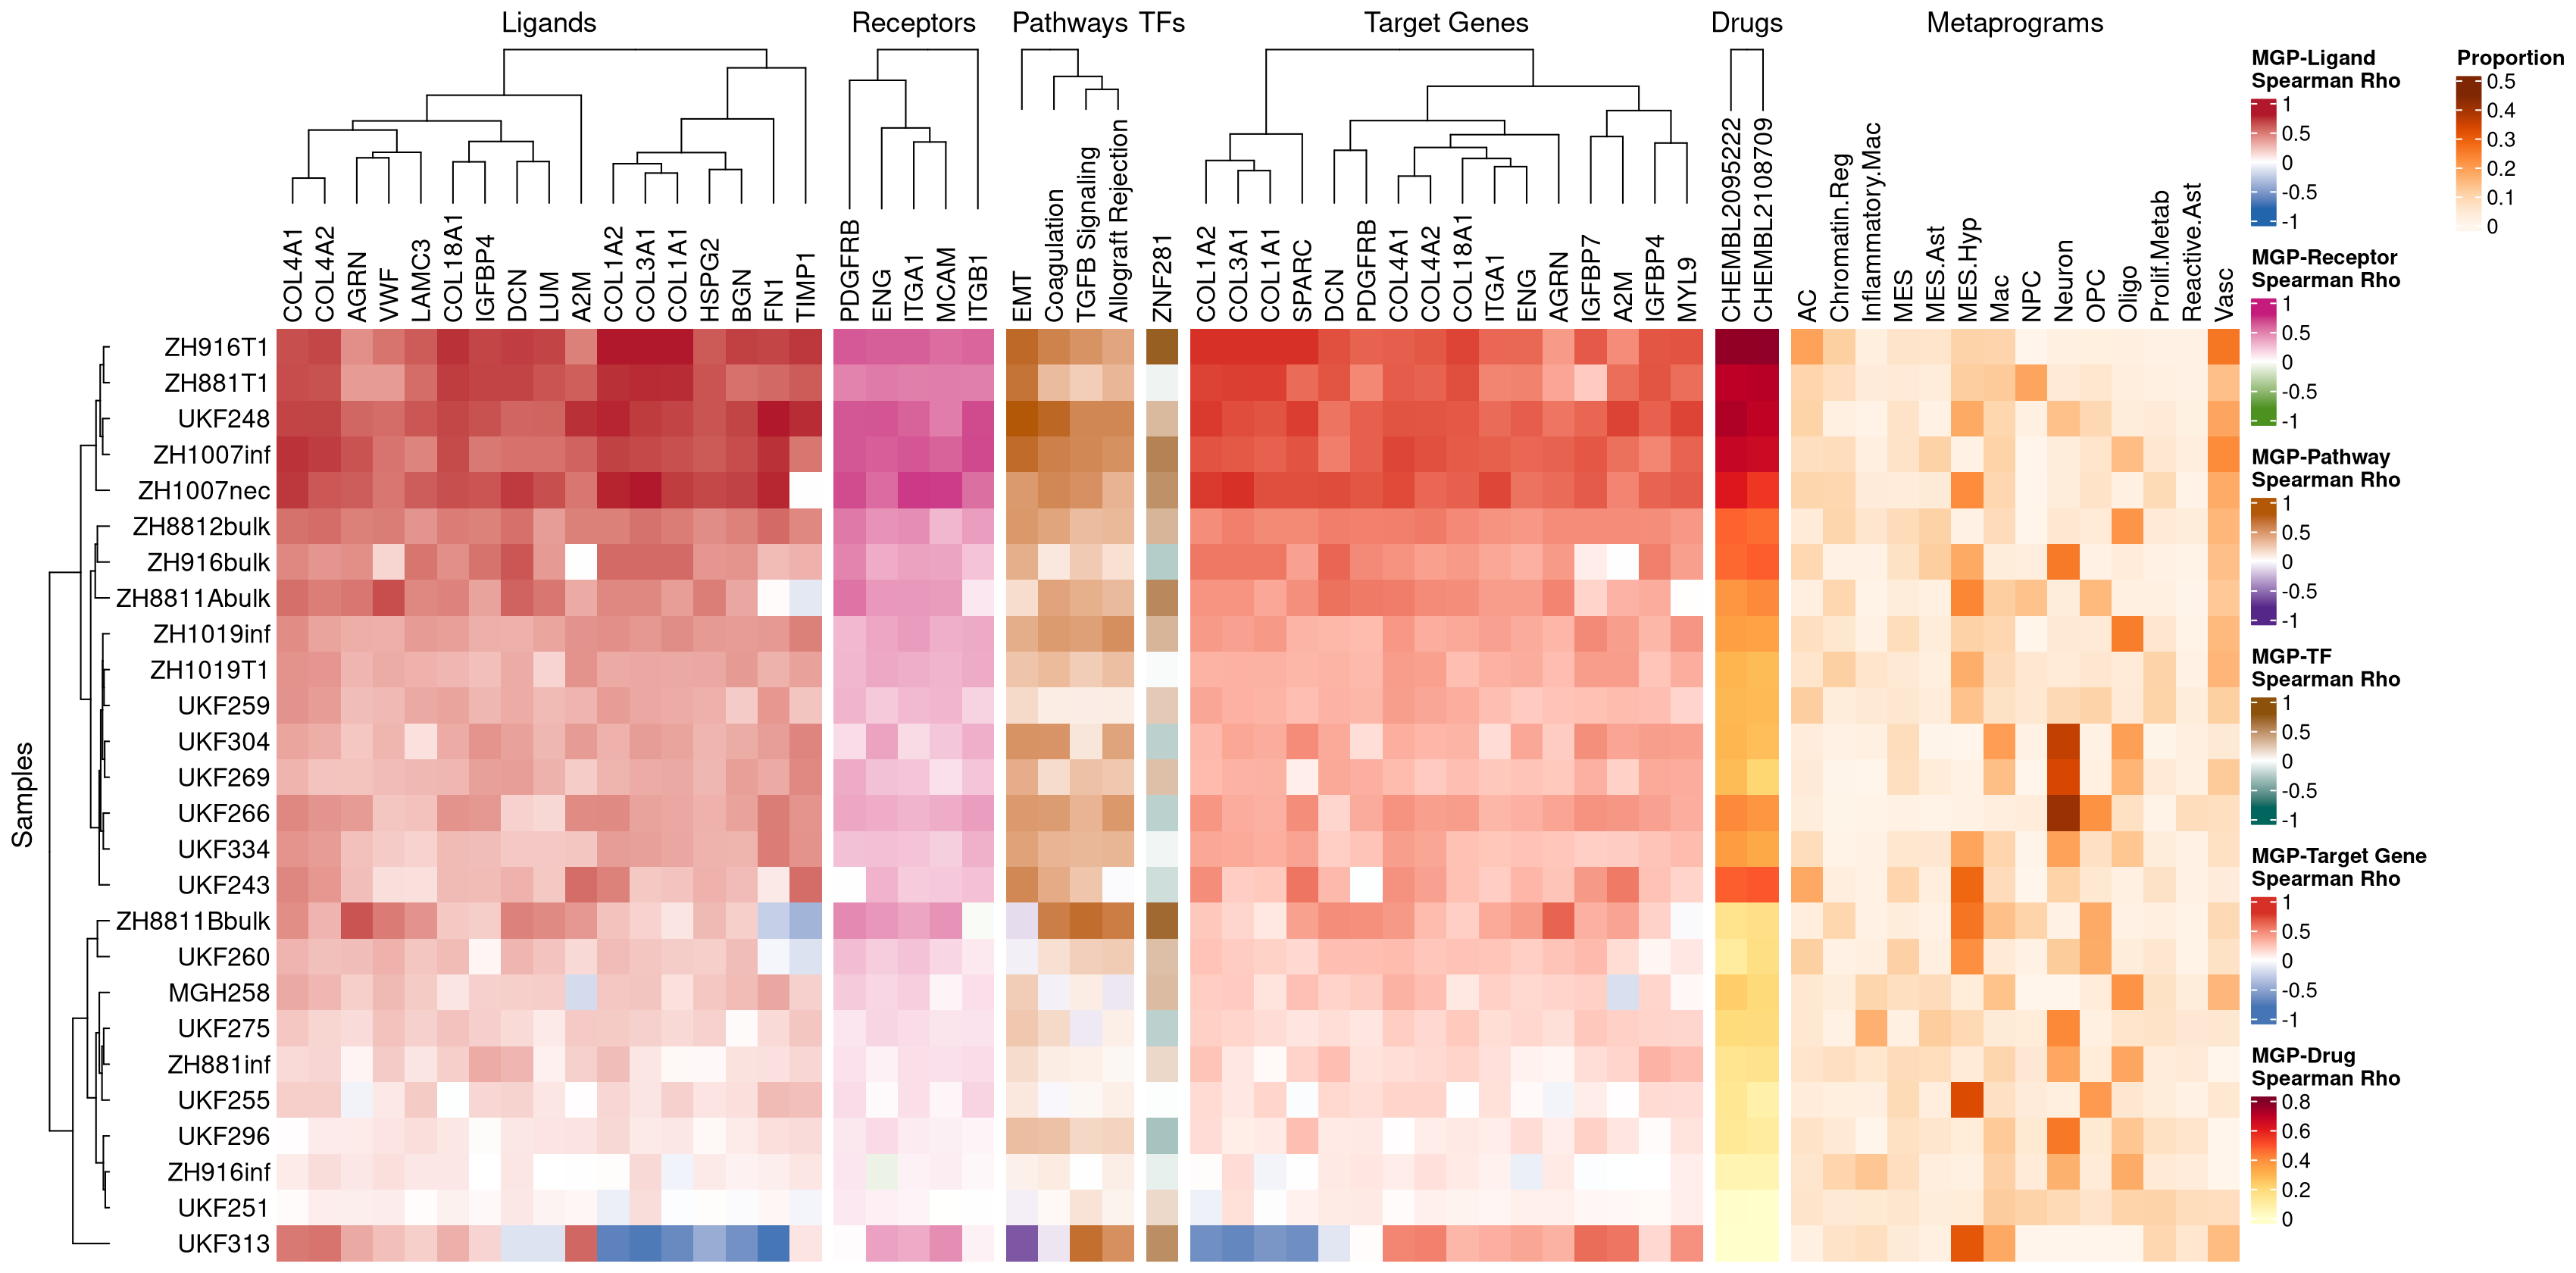 Ligands Receptors Pathways TFs Target Genes Drugs Metaprograms
COL4A1 COL4A2 AGRN VWF LAMC3 COL18A1 IGFBP4 DCN LUM A2M COL1A2 COL3A1 COL1A1 HSPG2 BGN FN1 TIMP1
PDGFRB ENG ITGA1 MCAM ITGB1
EMT Coagulation TGFB Signaling Allograft Rejection
ZNF281
COL1A2 COL3A1 COL1A1 SPARC DCN PDGFRB COL4A1 COL4A2 COL18A1 ITGA1 ENG AGRN IGFBP7 A2M IGFBP4 MYL9
CHEMBL2095222 CHEMBL2108709
AC Chromatin.Reg Inflammatory.Mac MES MES.Ast MES.Hyp Mac NPC Neuron OPC Oligo Prolif.Metab Reactive.Ast Vasc
Samples
ZH916T1
ZH881T1
UKF248
ZH1007inf
ZH1007nec
ZH8812bulk
ZH916bulk
ZH8811Abulk
ZH1019inf
ZH1019T1
UKF259
UKF304
UKF269
UKF266
UKF334
UKF243
ZH8811Bbulk
UKF260
MGH258
UKF275
ZH881inf
UKF255
UKF296
ZH916inf
UKF251
UKF313
MGP-Ligand
Spearman Rho
1
0.5
0
-0.5
-1
MGP-Receptor
Spearman Rho
1
0.5
0
-0.5
-1
MGP-Pathway
Spearman Rho
1
0.5
0
-0.5
-1
MGP-TF
Spearman Rho
1
0.5
0
-0.5
-1
MGP-Target Gene
Spearman Rho
1
0.5
0
-0.5
-1
MGP-Drug
Spearman Rho
0.8
0.6
0.4
0.2
0
Proportion
0.5
0.4
0.3
0.2
0.1
0